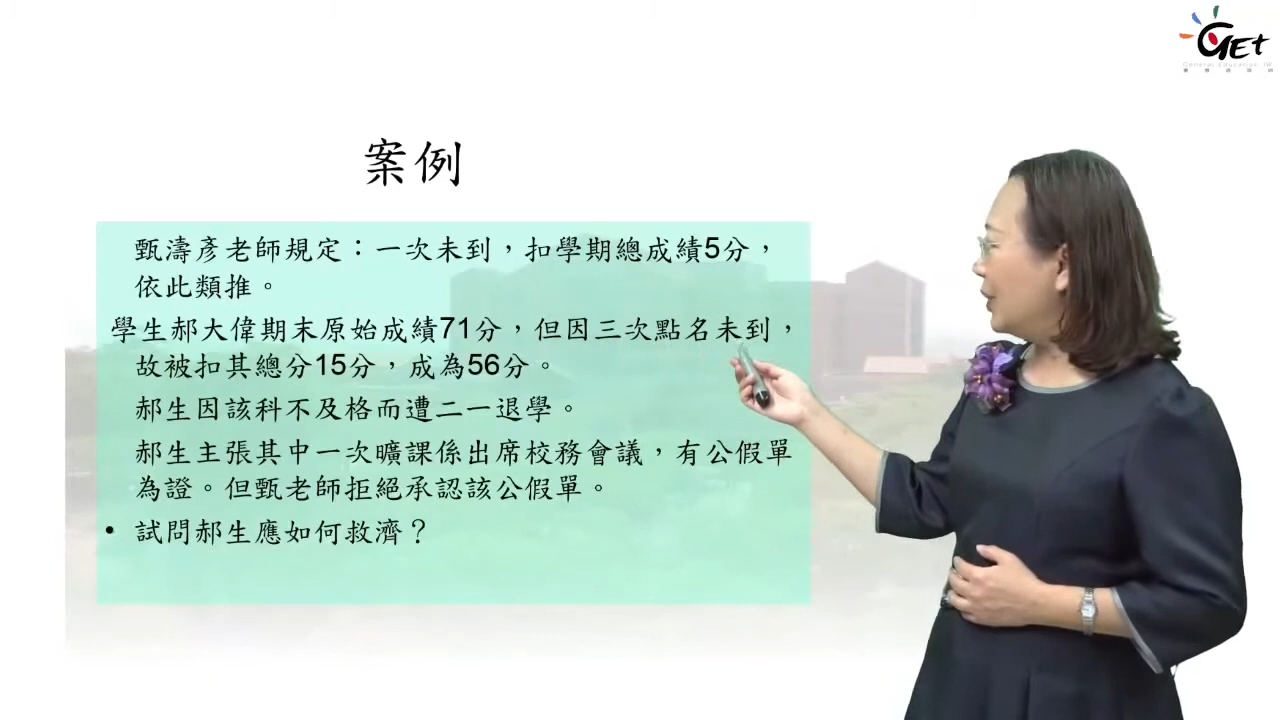 GEt
案例
甄濤彥老師規定：一次未到，扣學期總成績5分，
依此類推。
學生郝大偉期末原始成績71分，但因三次點名未到，
故被扣其總分15分，成為56分。
郝生因該科不及格而遭二一退學。
郝生主張其中一次曠課係出席校務會議，有公假單
為證。但甄老師拒絕承認該公假單。
• 試問郝生應如何救濟？